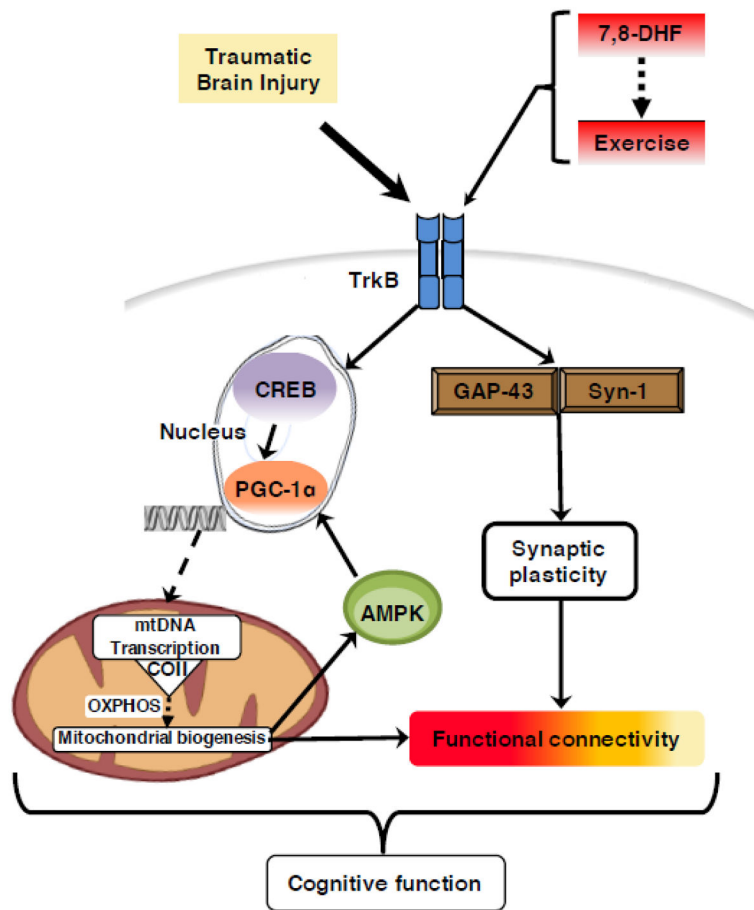 7,8-DHF
Traumatic
Brain Injury
Exercise
TrkB
CREB
GAP-43
Syn-1
Nucleus
PGC-1α
Synaptic
plasticity
AMPK
mtDNA
Transcription
COII
OXPHOS
Mitochondrial biogenesis
Functional connectivity
Cognitive function